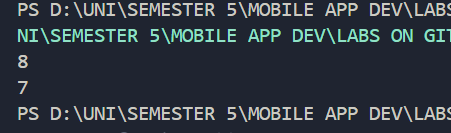 PS D:\UNI\SEMESTER 5\MOBILE APP DEV\LABS
NI\SEMESTER 5\MOBILE APP DEV\LABS ON GIT
8
7
PS D:\UNI\SEMESTER 5\MOBILE APP DEV\LABS